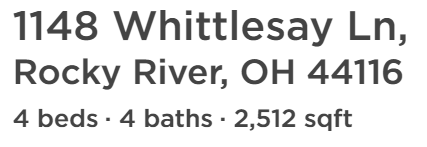 1148 Whittlesay Ln,
Rocky River, OH 44116
4 beds · 4 baths · 2,512 sqft